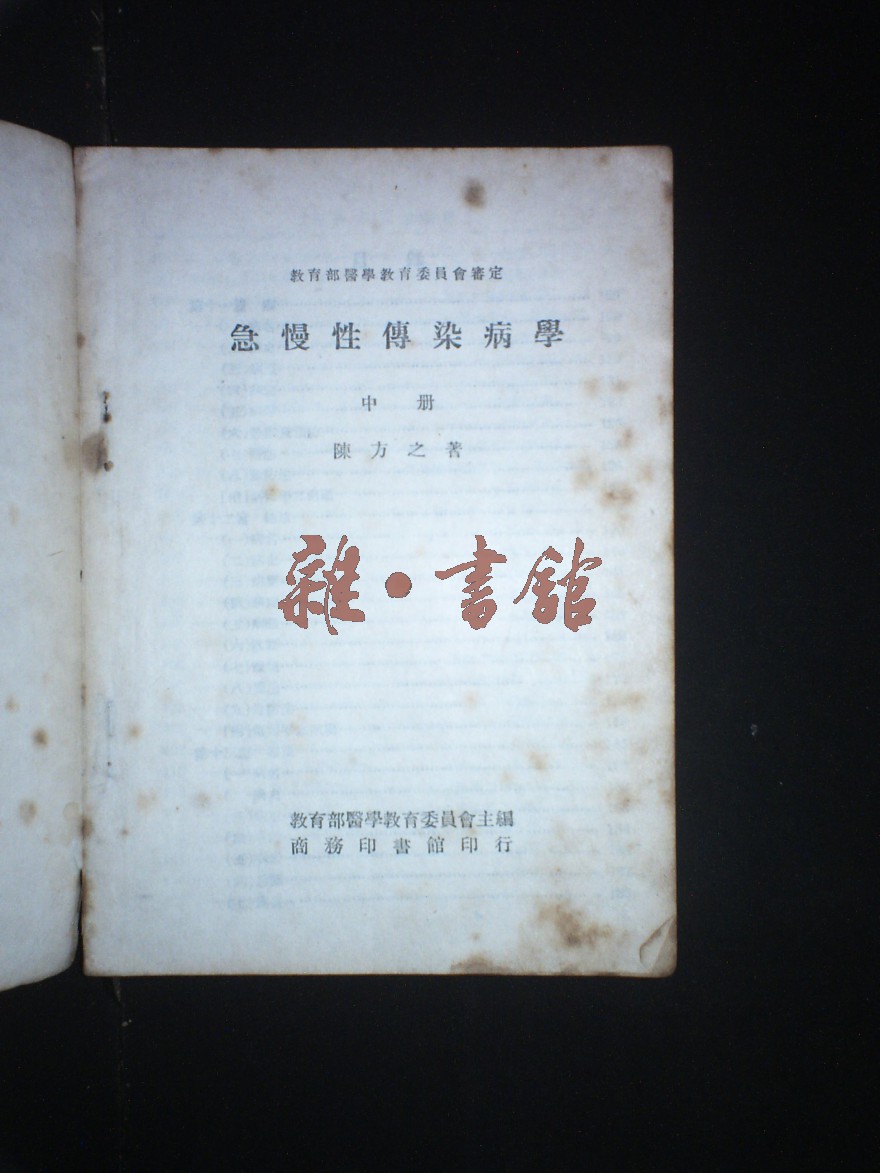 教育部醫學教育委員會審定
急慢性傳染病學
中册
陳方之著
雜·書館
教育部醫學教育委員會主編
商務印書館印行